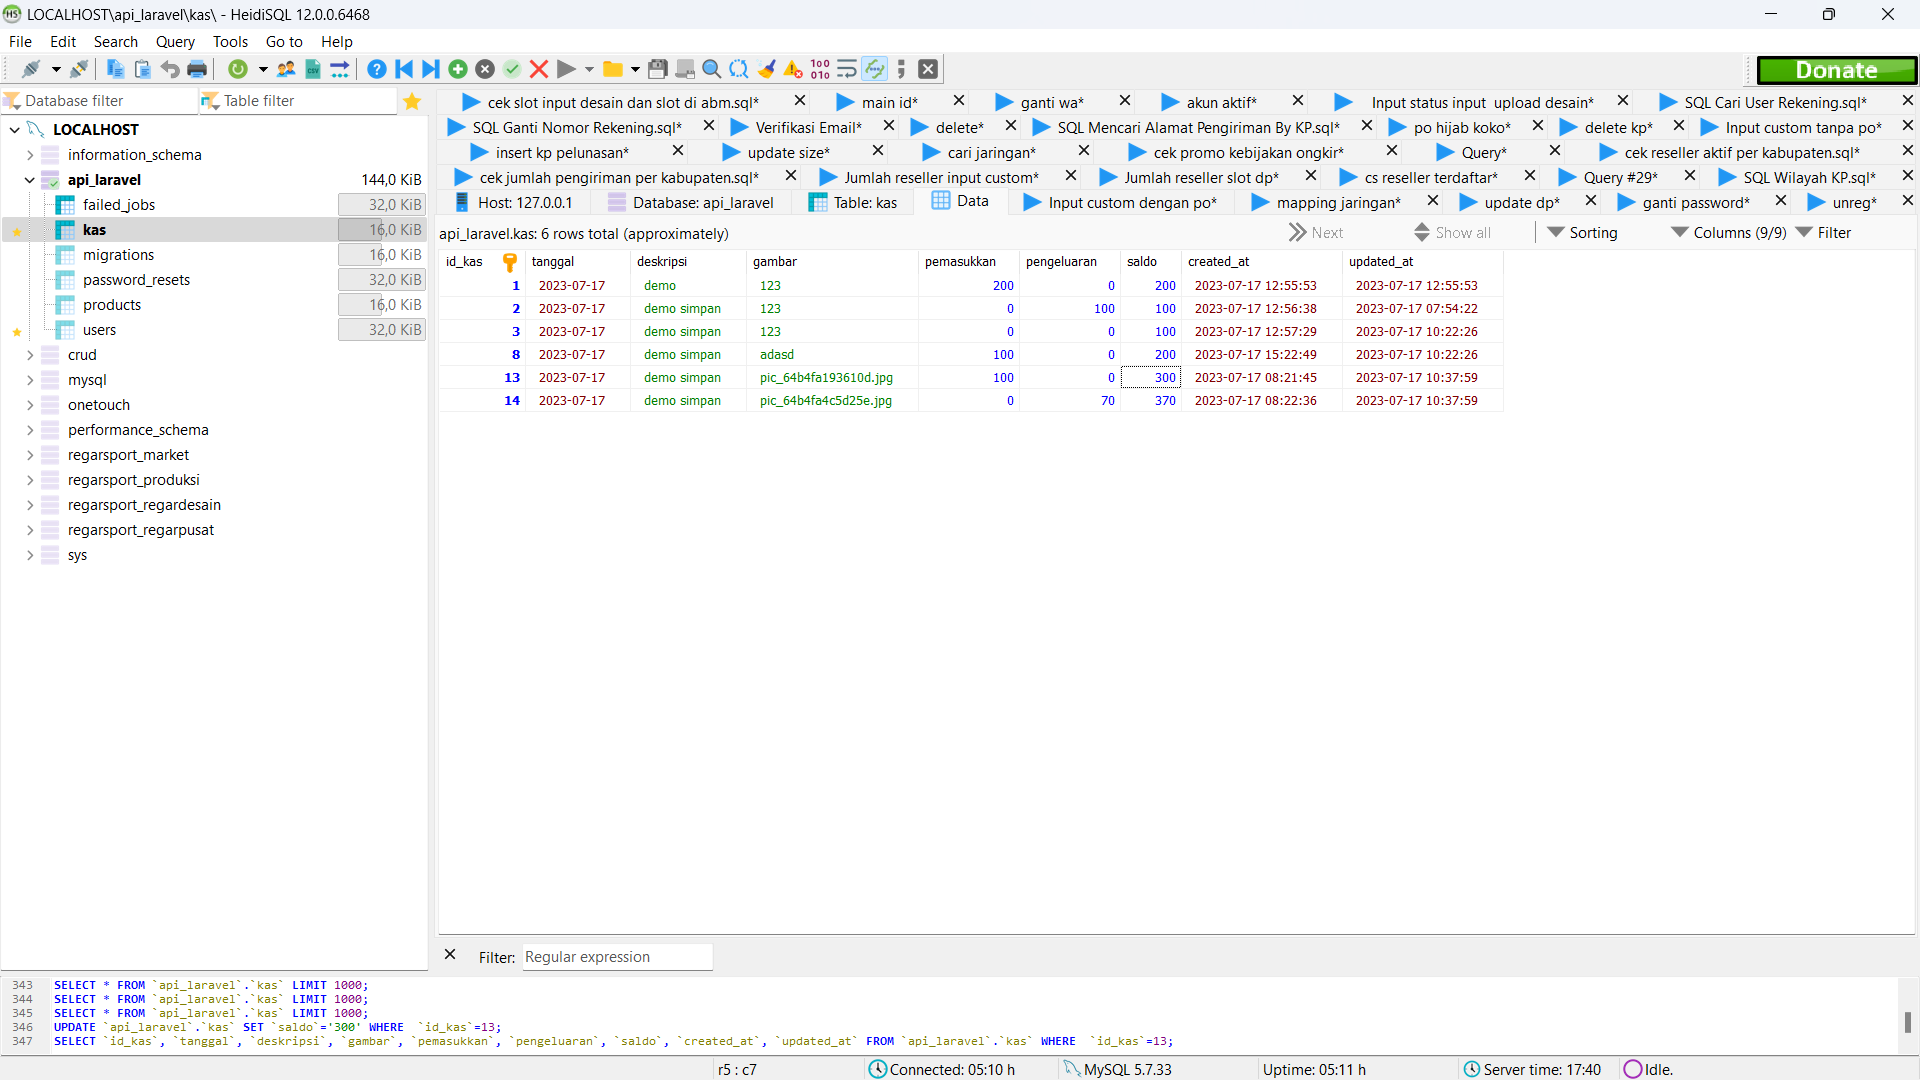 LOCALHOST\api_laravel\kas\ - HeidiSQL 12.0.0.6468
File Edit Search Query Tools Go to Help
Donate
Database filter Table filter
cek slot input desain dan slot di abm.sql* main id* ganti wa* akun aktif* Input status input upload desain* SQL Cari User Rekening.sql*
SQL Ganti Nomor Rekening.sql* Verifikasi Email* delete* SQL Mencari Alamat Pengiriman By KP.sql* po hijab koko* delete kp* Input custom tanpa po*
insert kp pelunasan* update size* cari jaringan* cek promo kebijakan ongkir* Query* cek reseller aktif per kabupaten.sql*
cek jumlah pengiriman per kabupaten.sql* Jumlah reseller input custom* Jumlah reseller slot dp* cs reseller terdaftar* Query #29* SQL Wilayah KP.sql*
Host: 127.0.0.1 Database: api_laravel Table: kas Data Input custom dengan po* mapping jaringan* update dp* ganti password* unreg*
LOCALHOST
information_schema
api_laravel 144,0 KiB
failed_jobs 32,0 KiB
kas 16,0 KiB
migrations 16,0 KiB
password_resets 32,0 KiB
products 16,0 KiB
users 32,0 KiB
crud
mysql
onetouch
performance_schema
regarsport_market
regarsport_produksi
regarsport_regardesain
regarsport_regarpusat
sys
api_laravel.kas: 6 rows total (approximately) Next Show all Sorting Columns (9/9) Filter
id_kas tanggal deskripsi gambar pemasukkan pengeluaran saldo created_at updated_at
1 2023-07-17 demo 123 200 0 200 2023-07-17 12:55:53 2023-07-17 12:55:53
2 2023-07-17 demo simpan 123 0 100 100 2023-07-17 12:56:38 2023-07-17 07:54:22
3 2023-07-17 demo simpan 123 0 0 100 2023-07-17 12:57:29 2023-07-17 10:22:26
8 2023-07-17 demo simpan adasd 100 0 200 2023-07-17 15:22:49 2023-07-17 10:22:26
13 2023-07-17 demo simpan pic_64b4fa193610d.jpg 100 0 300 2023-07-17 08:21:45 2023-07-17 10:37:59
14 2023-07-17 demo simpan pic_64b4fa4c5d25e.jpg 0 70 370 2023-07-17 08:22:36 2023-07-17 10:37:59
Filter: Regular expression
343 SELECT * FROM `api_laravel`.`kas` LIMIT 1000;
344 SELECT * FROM `api_laravel`.`kas` LIMIT 1000;
345 SELECT * FROM `api_laravel`.`kas` LIMIT 1000;
346 UPDATE `api_laravel`.`kas` SET `saldo`='300' WHERE `id_kas`=13;
347 SELECT `id_kas`, `tanggal`, `deskripsi`, `gambar`, `pemasukkan`, `pengeluaran`, `saldo`, `created_at`, `updated_at` FROM `api_laravel`.`kas` WHERE `id_kas`=13;
r5 : c7 Connected: 05:10 h MySQL 5.7.33 Uptime: 05:11 h Server time: 17:40 Idle.